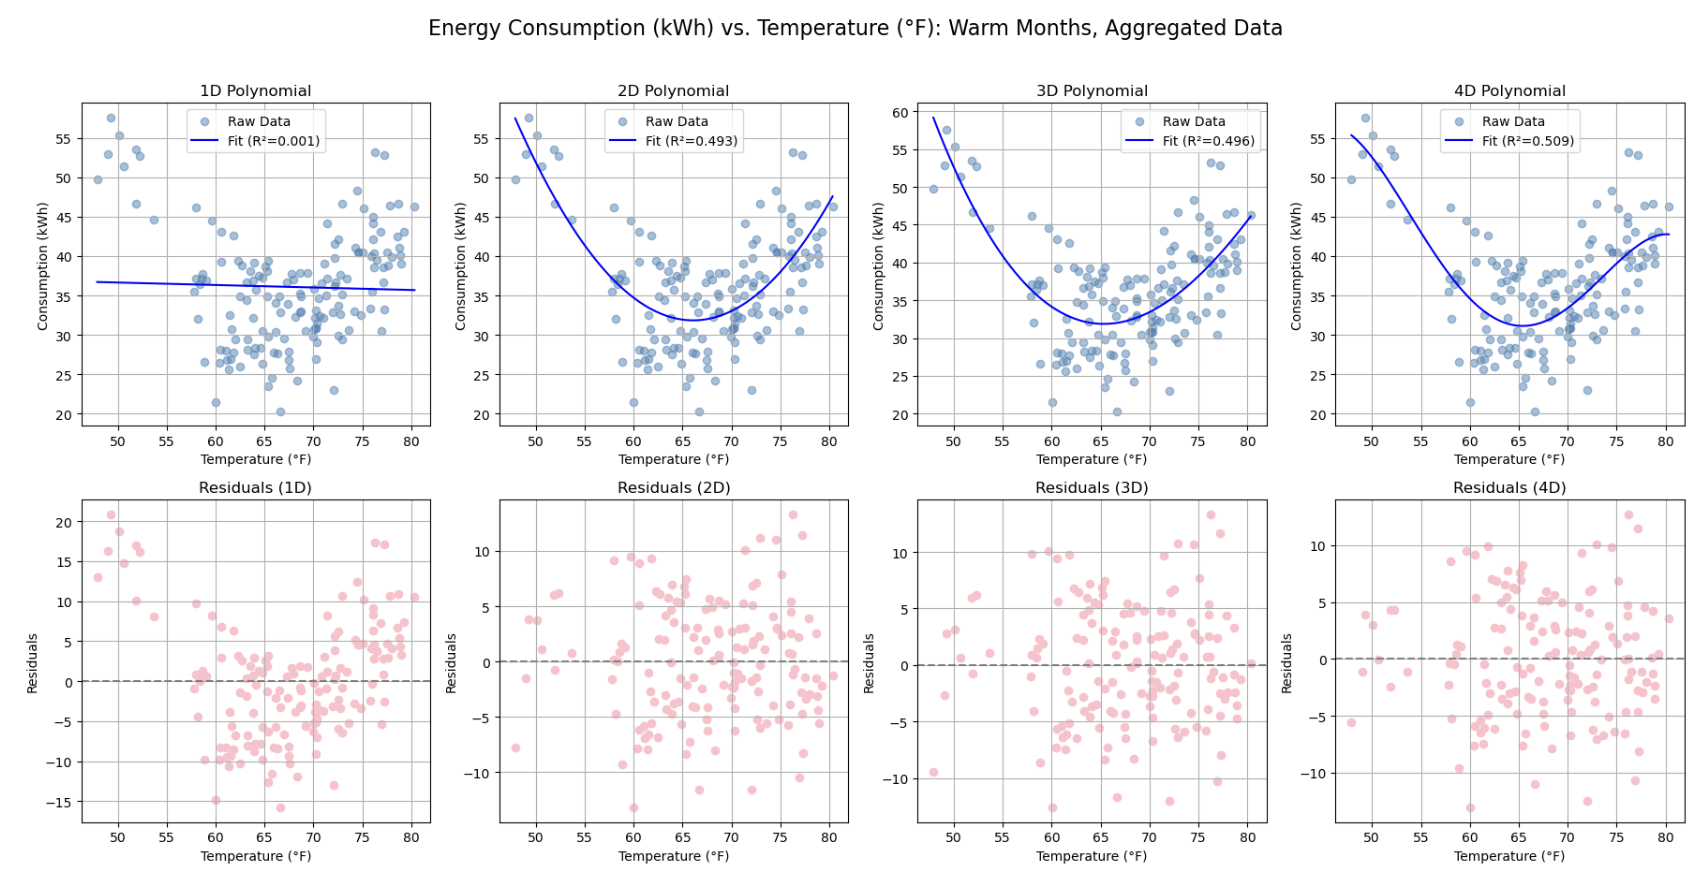 Energy Consumption (kWh) vs. Temperature (°F): Warm Months, Aggregated Data
1D Polynomial
Raw Data
Fit (R²=0.001)
Consumption (kWh)
55
50
45
40
35
30
25
20
50 55 60 65 70 75 80
Temperature (°F)
2D Polynomial
Raw Data
Fit (R²=0.493)
Consumption (kWh)
55
50
45
40
35
30
25
20
50 55 60 65 70 75 80
Temperature (°F)
3D Polynomial
Raw Data
Fit (R²=0.496)
Consumption (kWh)
60
55
50
45
40
35
30
25
20
50 55 60 65 70 75 80
Temperature (°F)
4D Polynomial
Raw Data
Fit (R²=0.509)
Consumption (kWh)
55
50
45
40
35
30
25
20
50 55 60 65 70 75 80
Temperature (°F)
Residuals (1D)
Residuals
20
15
10
5
0
−5
−10
−15
50 55 60 65 70 75 80
Temperature (°F)
Residuals (2D)
Residuals
10
5
0
−5
−10
50 55 60 65 70 75 80
Temperature (°F)
Residuals (3D)
Residuals
10
5
0
−5
−10
50 55 60 65 70 75 80
Temperature (°F)
Residuals (4D)
Residuals
10
5
0
−5
−10
50 55 60 65 70 75 80
Temperature (°F)